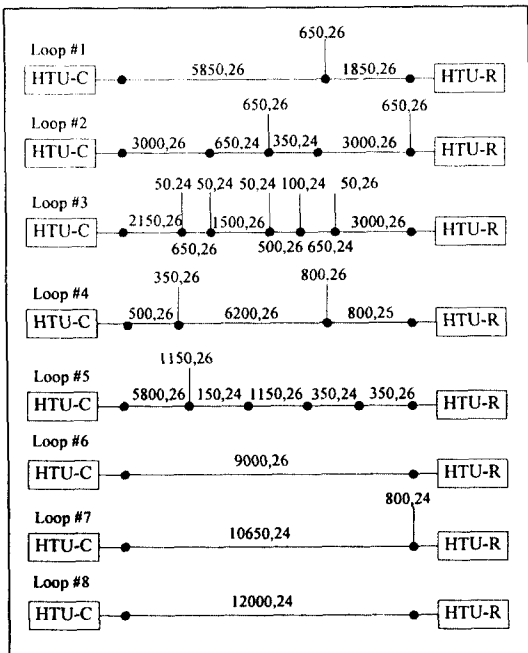 650,26
Loop #1
5850,26 1850,26
HTU-C HTU-R
650,26 650,26
Loop #2
3000,26 650,24 350,24 3000,26
HTU-C HTU-R
50,24 50,24 50,24 100,24 50,26
Loop #3
2150,26 1500,26 3000,26
HTU-C HTU-R
650,26 500,26 650,24
350,26 800,26
Loop #4
500,26 6200,26 800,25
HTU-C HTU-R
1150,26
Loop #5
5800,26 150,24 1150,26 350,24 350,26
HTU-C HTU-R
Loop #6
9000,26
HTU-C HTU-R
800,24
Loop #7
10650,24
HTU-C HTU-R
Loop #8
12000,24
HTU-C HTU-R